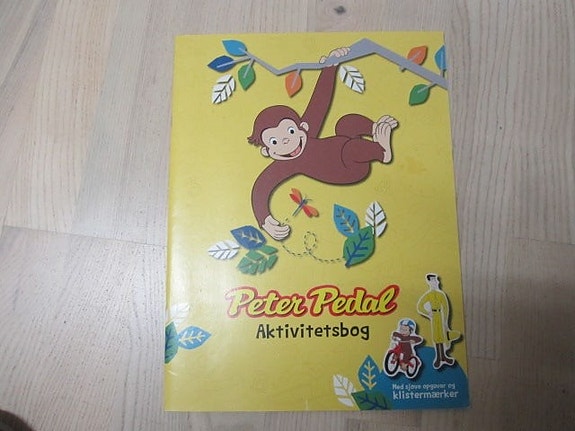 Peter Pedal
Aktivitetsbog
Med sjove opgaver og
klistermærker